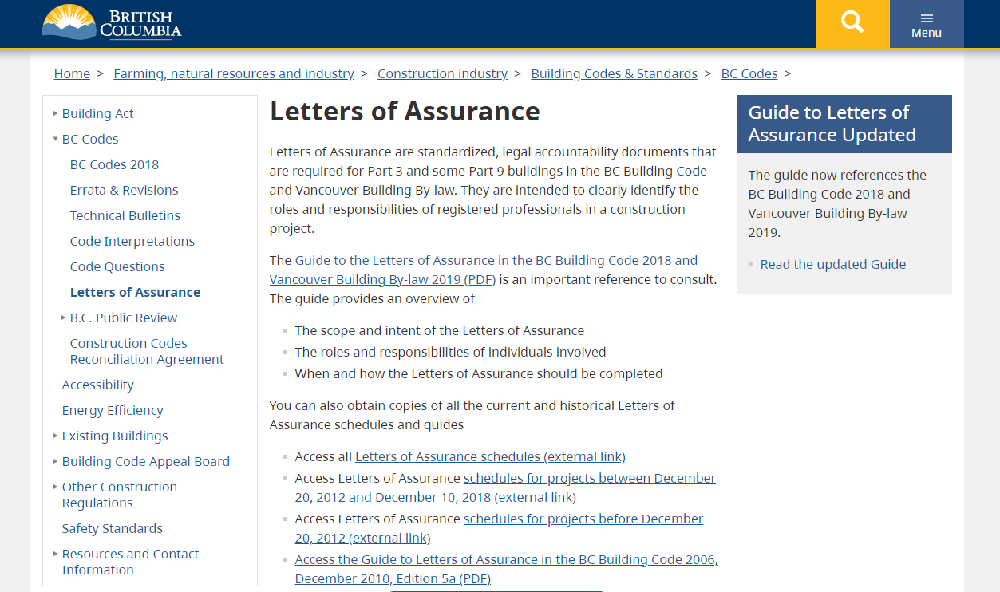 BRITISH
COLUMBIA
Menu
Home > Farming, natural resources and industry > Construction industry > Building Codes & Standards > BC Codes >
Building Act
BC Codes
BC Codes 2018
Errata & Revisions
Technical Bulletins
Code Interpretations
Code Questions
Letters of Assurance
B.C. Public Review
Construction Codes
Reconciliation Agreement
Accessibility
Energy Efficiency
Existing Buildings
Building Code Appeal Board
Other Construction
Regulations
Safety Standards
Resources and Contact
Information
Letters of Assurance
Letters of Assurance are standardized, legal accountability documents that
are required for Part 3 and some Part 9 buildings in the BC Building Code
and Vancouver Building By-law. They are intended to clearly identify the
roles and responsibilities of registered professionals in a construction
project.
The Guide to the Letters of Assurance in the BC Building Code 2018 and
Vancouver Building By-law 2019 (PDF) is an important reference to consult.
The guide provides an overview of
The scope and intent of the Letters of Assurance
The roles and responsibilities of individuals involved
When and how the Letters of Assurance should be completed
You can also obtain copies of all the current and historical Letters of
Assurance schedules and guides
Access all Letters of Assurance schedules (external link)
Access Letters of Assurance schedules for projects between December
20, 2012 and December 10, 2018 (external link)
Access Letters of Assurance schedules for projects before December
20, 2012 (external link)
Access the Guide to Letters of Assurance in the BC Building Code 2006,
December 2010, Edition 5a (PDF)
Guide to Letters of
Assurance Updated
The guide now references the
BC Building Code 2018 and
Vancouver Building By-law
2019.
Read the updated Guide